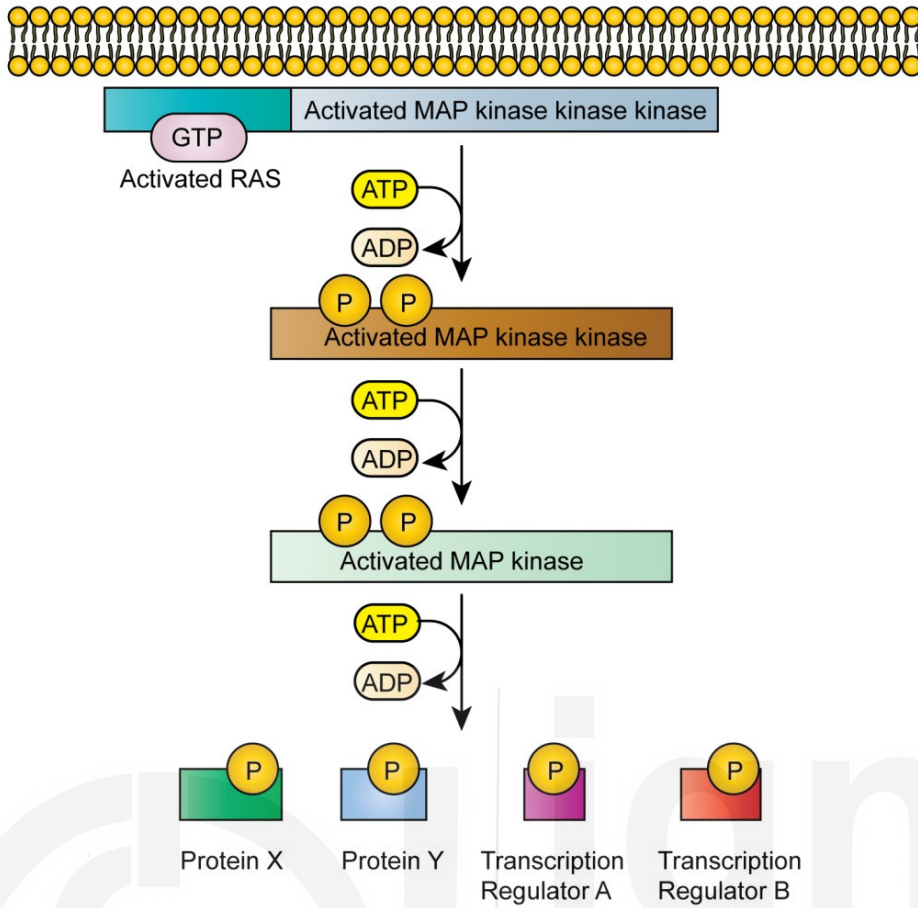 Activated MAP kinase kinase kinase
GTP
Activated RAS
ATP
ADP
P P
Activated MAP kinase kinase
ATP
ADP
P P
Activated MAP kinase
ATP
ADP
P P P P
Protein X Protein Y Transcription Transcription
Regulator A Regulator B